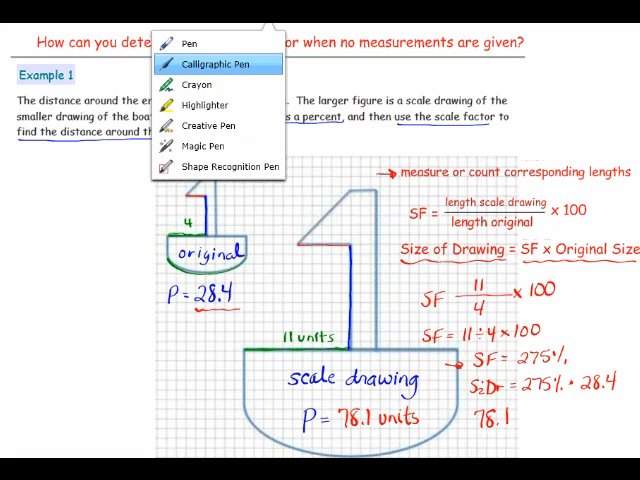 How can you dete or when no measurements are given?
Example 1
The distance around the en . The larger figure is a scale drawing of the
smaller drawing of the boa s a percent, and then use the scale factor to
find the distance around th
Pen
Calligraphic Pen
Crayon
Highlighter
Creative Pen
Magic Pen
Shape Recognition Pen
measure or count corresponding lengths
SF = length scale drawing / length original x 100
Size of Drawing = SF x Original Size
4
original
P = 28.4
SF 11 / 4 x 100
SF = 11 ÷ 4 x 100
SF = 275%
= 275% • 28.4
78.1
11 units
scale drawing
P = 78.1 units